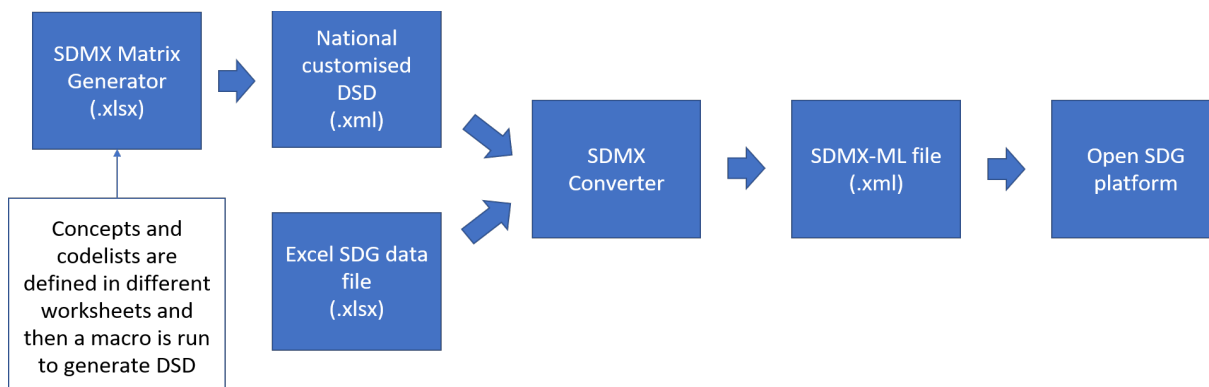 SDMX Matrix
Generator
(.xlsx)
National
customised
DSD
(.xml)
Concepts and
codelists are
defined in different
worksheets and
then a macro is run
to generate DSD
Excel SDG data
file
(.xlsx)
SDMX
Converter
SDMX-ML file
(.xml)
Open SDG
platform